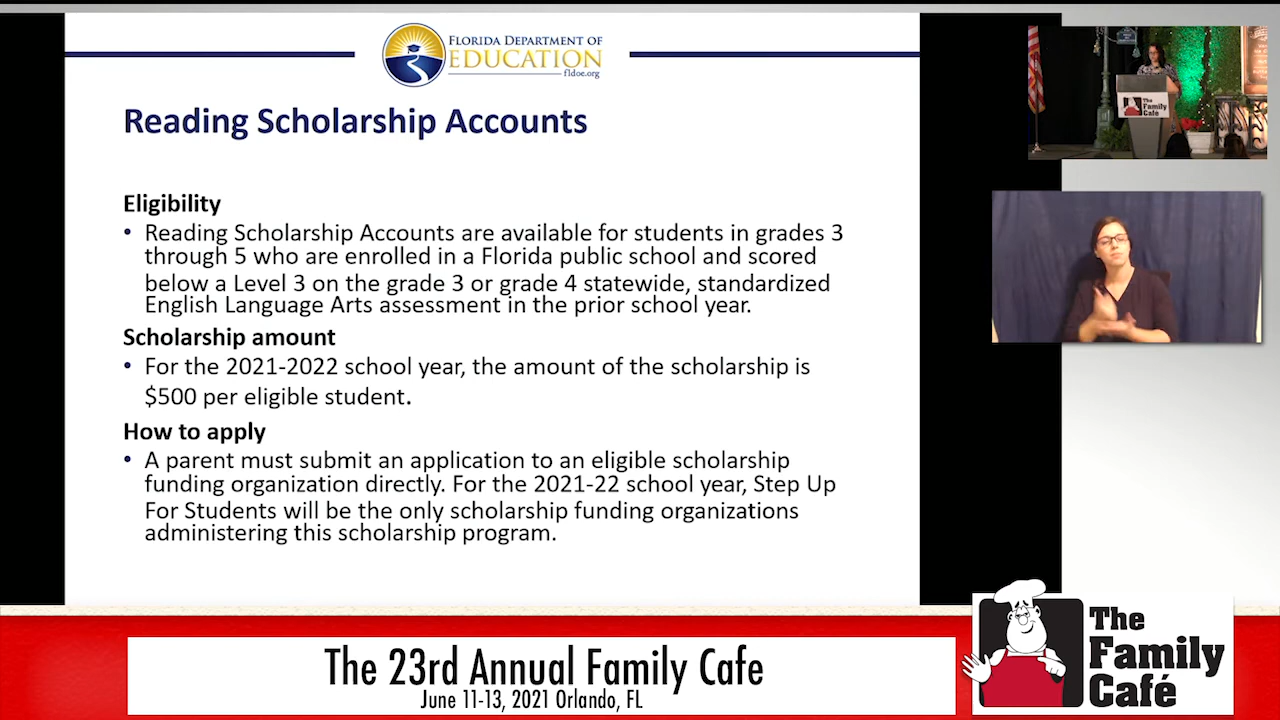 FLORIDA DEPARTMENT OF
EDUCATION
fldoe.org
Reading Scholarship Accounts
Eligibility
• Reading Scholarship Accounts are available for students in grades 3
through 5 who are enrolled in a Florida public school and scored
below a Level 3 on the grade 3 or grade 4 statewide, standardized
English Language Arts assessment in the prior school year.
Scholarship amount
• For the 2021-2022 school year, the amount of the scholarship is
$500 per eligible student.
How to apply
• A parent must submit an application to an eligible scholarship
funding organization directly. For the 2021-22 school year, Step Up
For Students will be the only scholarship funding organizations
administering this scholarship program.
The
Family
Café
The 23rd Annual Family Cafe
June 11-13, 2021 Orlando, FL
The
Family
Café